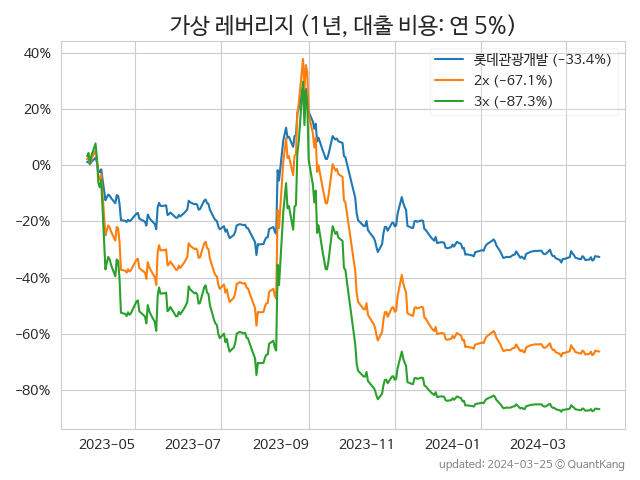 가상 레버리지 (1년, 대출 비용: 연 5%)
롯데관광개발 (−33.4%)
2x (−67.1%)
3x (−87.3%)
40%
20%
0%
−20%
−40%
−60%
−80%
2023-05 2023-07 2023-09 2023-11 2024-01 2024-03
updated: 2024-03-25 ⓒ QuantKang